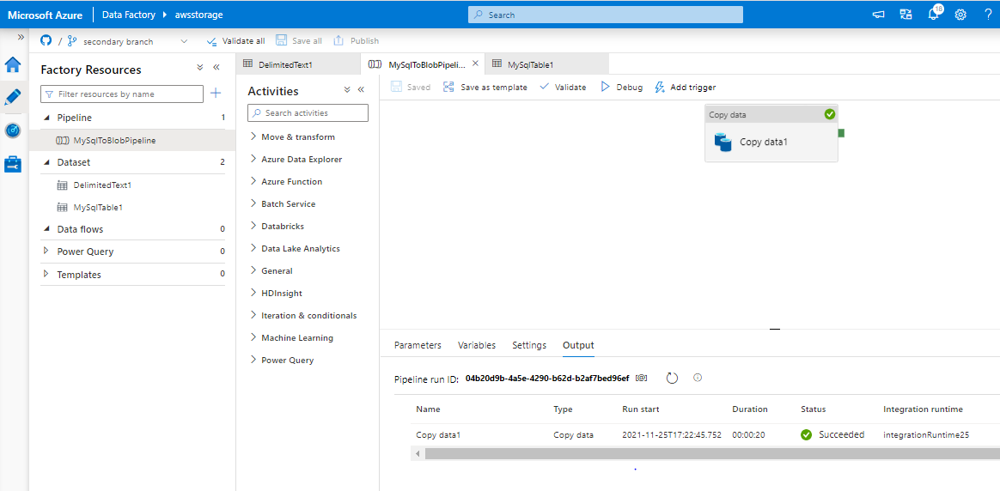 Microsoft Azure
Data Factory
awsstorage
Search
18
?
»
/
secondary branch
Validate all
Save all
Publish
Factory Resources
Filter resources by name
Pipeline 1
MySqlToBlobPipeline
Dataset 2
DelimitedText1
MySqlTable1
Data flows 0
Power Query 0
Templates 0
DelimitedText1
MySqlToBlobPipeli...
MySqlTable1
Activities
Search activities
Move & transform
Azure Data Explorer
Azure Function
Batch Service
Databricks
Data Lake Analytics
General
HDInsight
Iteration & conditionals
Machine Learning
Power Query
Saved
Save as template
Validate
Debug
Add trigger
Copy data
Copy data1
Parameters
Variables
Settings
Output
Pipeline run ID: 04b20d9b-4a5e-4290-b62d-b2af7bed96ef [@]
Name Type Run start Duration Status Integration runtime
Copy data1 Copy data 2021-11-25T17:22:45.752 00:00:20 Succeeded integrationRuntime25